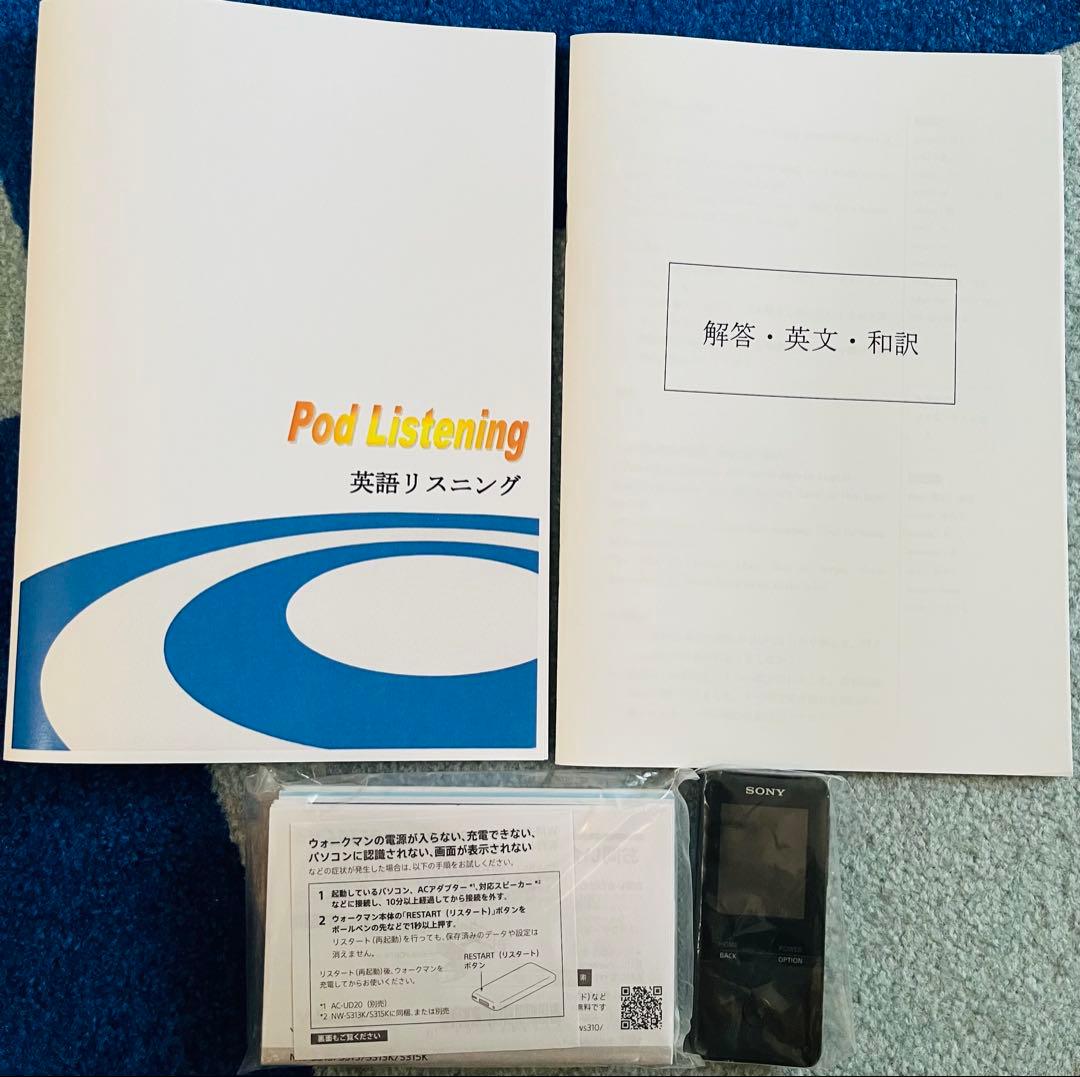 Pod Listening
英語リスニング
解答・英文・和訳
ウォークマンの電源が入らない、充電できない、
パソコンに認識されない、画面が表示されない
などの症状が発生した場合は、以下の手順をお試しください。
1 起動しているパソコン、ACアダプター*1、対応スピーカー*2
などに接続し、10分以上経過してから接続を外す。
2 ウォークマン本体の「RESTART（リスタート）」ボタンを
ボールペンの先などで1秒以上押す。
リスタート（再起動）を行っても、保存済みのデータや設定は
消えません。
リスタート（再起動）後、ウォークマンを
充電してからお使いください。
RESTART（リスタート）
ボタン
*1 AC-UD20（別売）
*2 NW-S313K/S315Kに同梱、または別売
裏面もご覧ください
索
ド）など
無料です
ws310/
SONY
HOME
BACK
POWER
OPTION